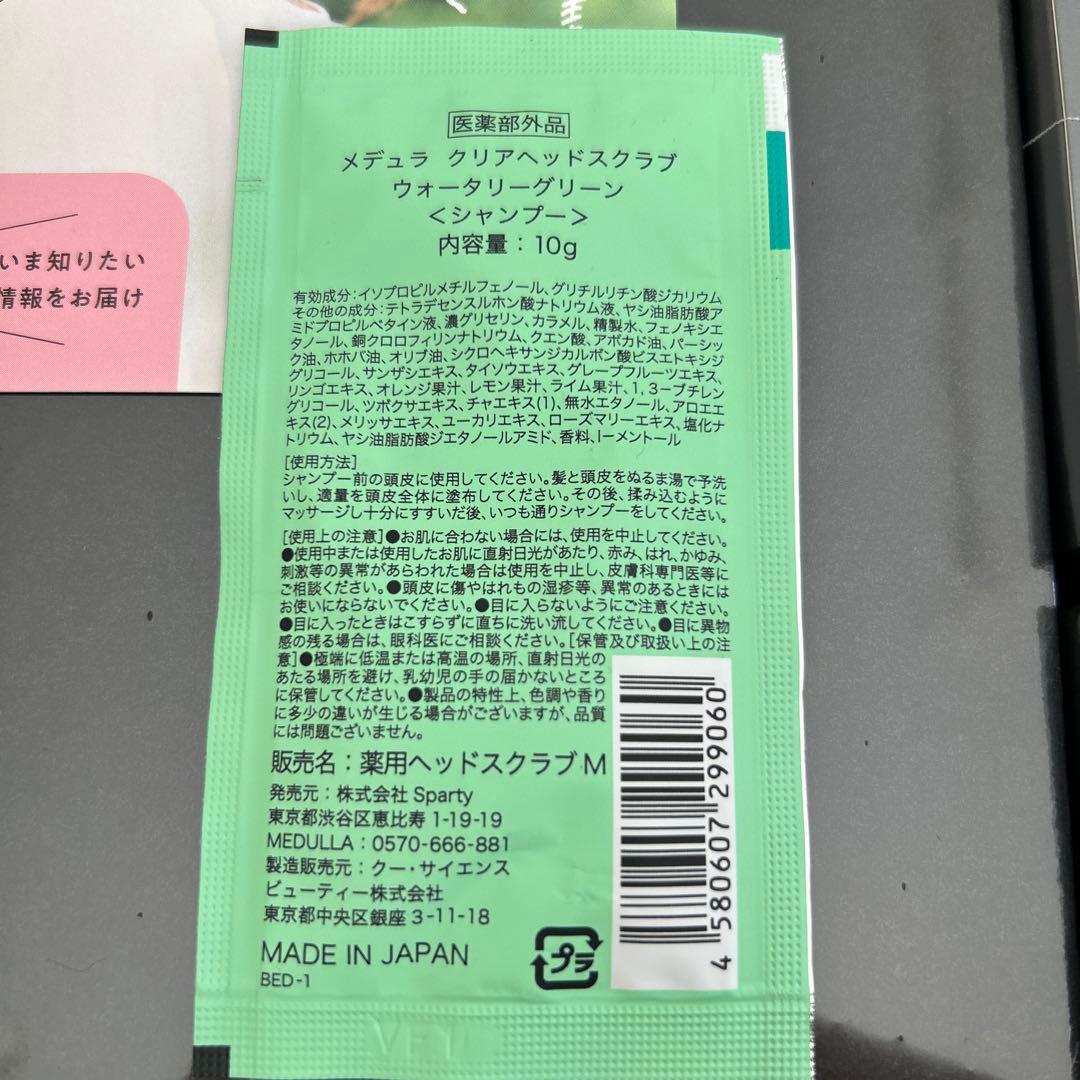 いま知りたい
情報をお届け
医薬部外品
メデュラ クリアヘッドスクラブ
ウォータリーグリーン
<シャンプー>
内容量：10g
有効成分：イソプロピルメチルフェノール、グリチルリチン酸ジカリウム
その他の成分：テトラデセンスルホン酸ナトリウム液、ヤシ油脂肪酸ア
ミドプロピルベタイン液、濃グリセリン、カラメル、精製水、フェノキシエ
タノール、銅クロロフィリンナトリウム、クエン酸、アボカド油、パーシッ
ク油、ホホバ油、オリブ油、シクロヘキサンジカルボン酸ビスエトキシジ
グリコール、サンザシエキス、タイソウエキス、グレープフルーツエキス、
リンゴエキス、オレンジ果汁、レモン果汁、ライム果汁、1,3-ブチレン
グリコール、ツボクサエキス、チャエキス(1)、無水エタノール、アロエエ
キス(2)、メリッサエキス、ユーカリエキス、ローズマリーエキス、塩化ナ
トリウム、ヤシ油脂肪酸ジエタノールアミド、香料、l-メントール
[使用方法]
シャンプー前の頭皮に使用してください。髪と頭皮をぬるま湯で予洗
いし、適量を頭皮全体に塗布してください。その後、揉み込むように
マッサージし十分にすすいだ後、いつも通りシャンプーをしてください。
[使用上の注意]●お肌に合わない場合には、使用を中止してください。
●使用中または使用したお肌に直射日光があたり、赤み、はれ、かゆみ、
刺激等の異常があらわれた場合は使用を中止し、皮膚科専門医等に
ご相談ください。●頭皮に傷やはれもの湿疹等、異常のあるときには
お使いにならないでください。●目に入らないようにご注意ください。
●目に入ったときはこすらずに直ちに洗い流してください。●目に異物
感の残る場合は、眼科医にご相談ください。[保管及び取扱い上の注
意]●極端に低温または高温の場所、直射日光の
あたる場所を避け、乳幼児の手の届かないところ
に保管してください。●製品の特性上、色調や香り
に多少の違いが生じる場合がございますが、品質
には問題ございません。
販売名：薬用ヘッドスクラブM
発売元：株式会社 Sparty
東京都渋谷区恵比寿 1-19-19
MEDULLA：0570-666-881
製造販売元：クー・サイエンス
ビューティー株式会社
東京都中央区銀座 3-11-18
MADE IN JAPAN
BED-1
プラ
4 580607 299060